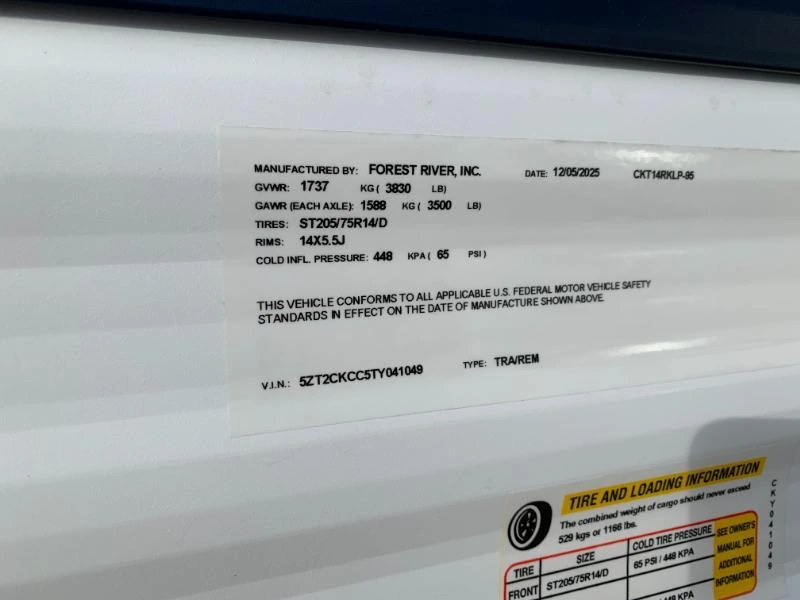 MANUFACTURED BY: FOREST RIVER, INC. DATE: 12/05/2025 CKT14RKLP-95
GVWR: 1737 KG ( 3830 LB)
GAWR (EACH AXLE): 1588 KG ( 3500 LB)
TIRES: ST205/75R14/D
RIMS: 14X5.5J
COLD INFL. PRESSURE: 448 KPA ( 65 PSI )
THIS VEHICLE CONFORMS TO ALL APPLICABLE U.S. FEDERAL MOTOR VEHICLE SAFETY
STANDARDS IN EFFECT ON THE DATE OF MANUFACTURE SHOWN ABOVE.
V.I.N.: 5ZT2CKCC5TY041049 TYPE: TRA/REM
TIRE AND LOADING INFORMATION
The combined weight of cargo should never exceed
529 kgs or 1166 lbs.
TIRE SIZE COLD TIRE PRESSURE
FRONT ST205/75R14/D 65 PSI / 448 KPA
SEE OWNER'S
MANUAL FOR
ADDITIONAL
INFORMATION
448 KPA
CKY041049